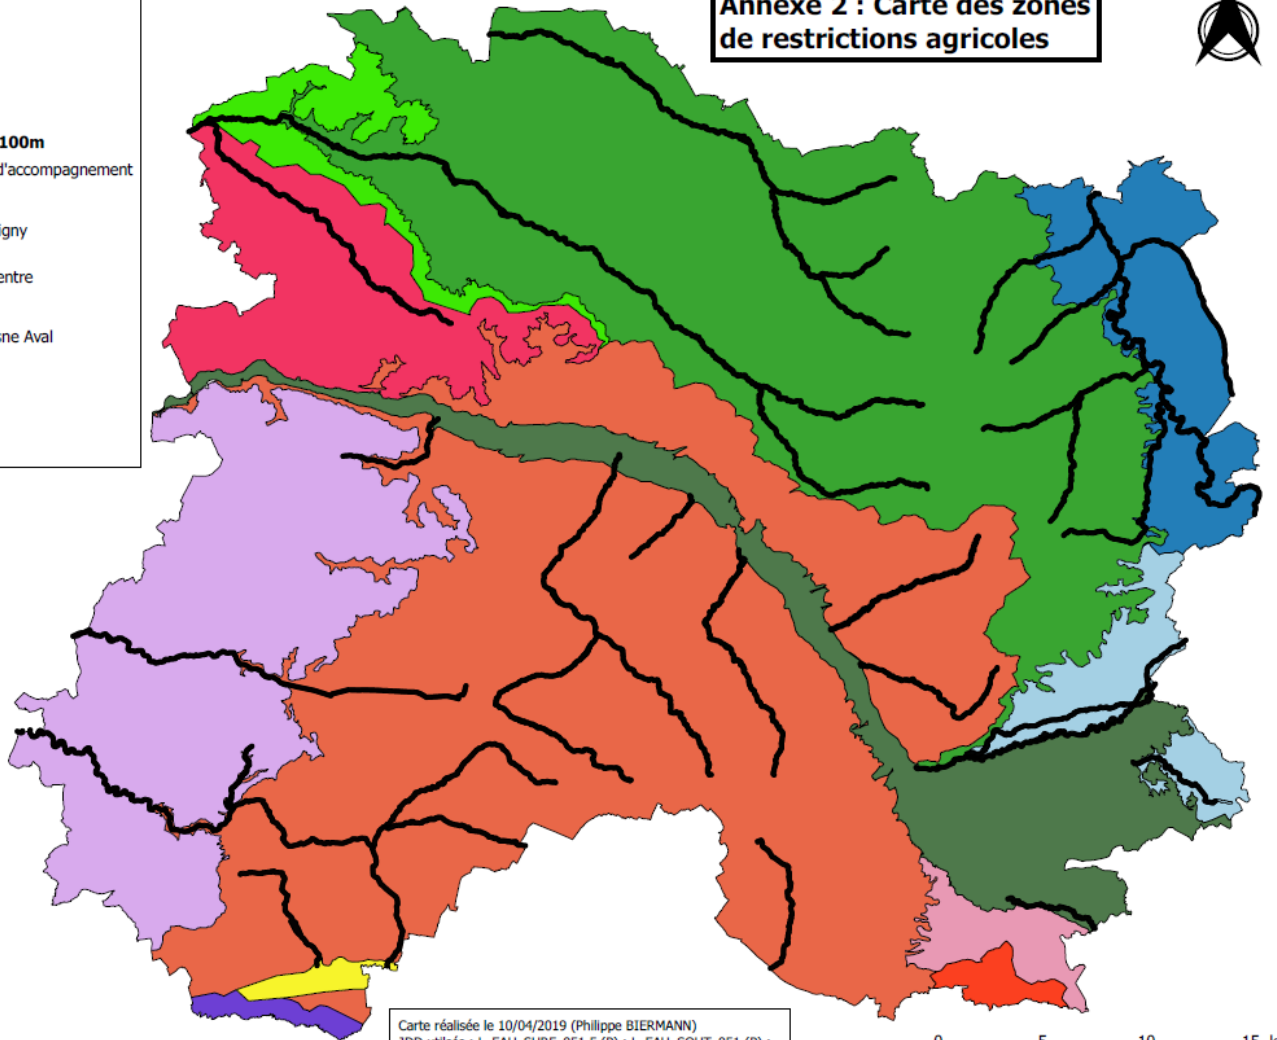 Annexe 2 : Carte des zones
de restrictions agricoles
100m
d'accompagnement
igny
entre
sne Aval
Carte réalisée le 10/04/2019 (Philippe BIERMANN)
0 5 10 15